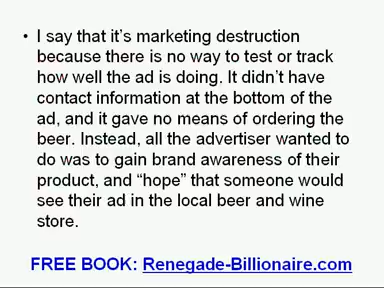 • I say that it’s marketing destruction
because there is no way to test or track
how well the ad is doing. It didn’t have
contact information at the bottom of the
ad, and it gave no means of ordering the
beer. Instead, all the advertiser wanted to
do was to gain brand awareness of their
product, and “hope” that someone would
see their ad in the local beer and wine
store.
FREE BOOK: Renegade-Billionaire.com